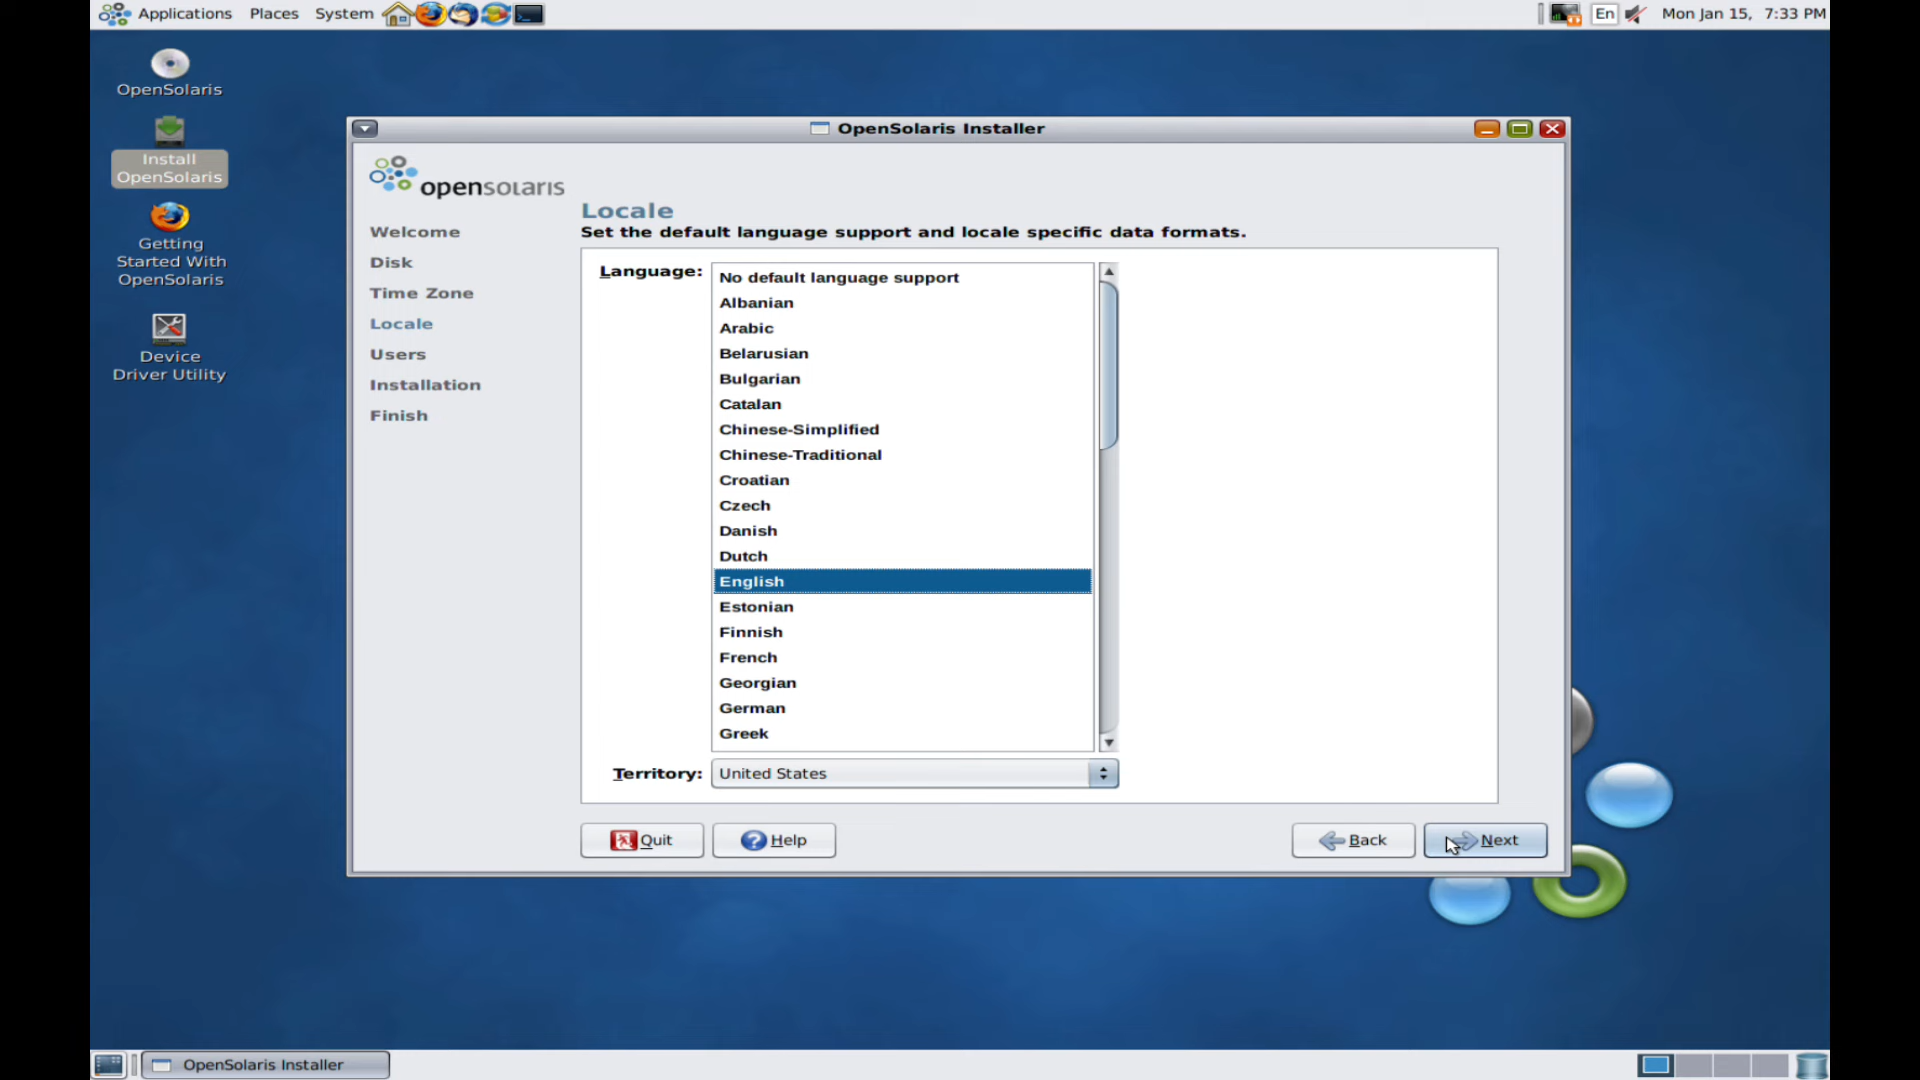 Applications Places System En Mon Jan 15, 7:33 PM
OpenSolaris
Install
OpenSolaris
Getting
Started With
OpenSolaris
Device
Driver Utility
OpenSolaris Installer
opensolaris
Welcome
Disk
Time Zone
Locale
Users
Installation
Finish
Locale
Set the default language support and locale specific data formats.
Language:
No default language support
Albanian
Arabic
Belarusian
Bulgarian
Catalan
Chinese-Simplified
Chinese-Traditional
Croatian
Czech
Danish
Dutch
English
Estonian
Finnish
French
Georgian
German
Greek
Territory: United States
Quit Help Back Next
OpenSolaris Installer